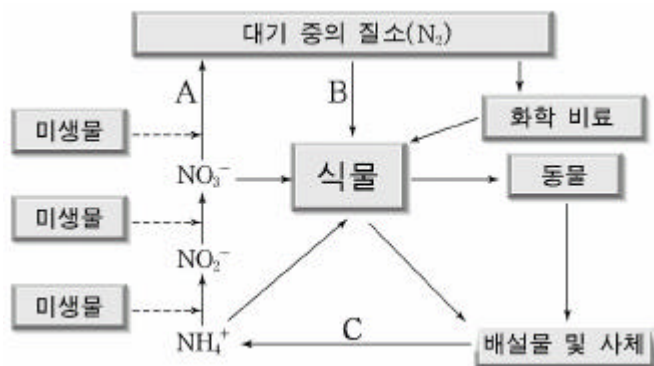 대기 중의 질소(N₂)
A
B
미생물
화학 비료
NO₃⁻
식물
동물
미생물
NO₂⁻
미생물
NH₄⁺
C
배설물 및 사체